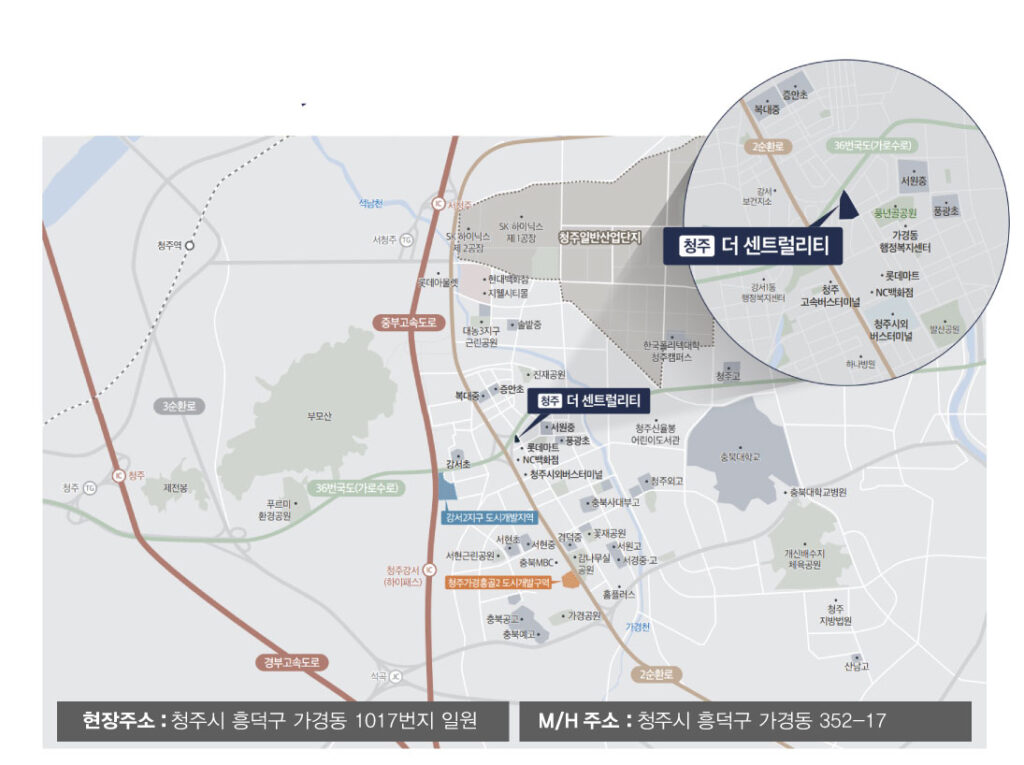 복대중
증안초
2순환로
36번국도(가로수로)
서원중
강서
보건지소
풍년골공원
풍광초
가경동
행정복지센터
청주 더 센트럴리티
롯데마트
NC백화점
강서1동
행정복지센터
청주
고속버스터미널
청주시외
버스터미널
발산공원
하나병원
석남천
IC 서청주
청주역
서청주 TG
SK 하이닉스
제 2공장
SK 하이닉스
제 1공장
청주일반산업단지
롯데아울렛
현대백화점
지웰시티몰
중부고속도로
대농3지구
근린공원
솔밭중
한국폴리텍대학
청주캠퍼스
진재공원
청주고
복대중
증안초
청주 더 센트럴리티
3순환로
부모산
서원중
풍광초
롯데마트
NC백화점
청주시외버스터미널
청주신율봉
어린이도서관
충북대학교
강서초
IC 청주
청주 TG
제전봉
36번국도(가로수로)
푸르미
환경공원
청주외고
충북대학교병원
충북사대부고
강서2지구 도시개발지역
서현초
서현중
경덕중
꽃재공원
서원고
서현근린공원
충북MBC
감나무실
공원
서경중·고
개신배수지
체육공원
청주강서
(하이패스)
IC
청주가경홍골2 도시개발구역
홈플러스
가경공원
충북공고
충북예고
가경천
청주
지방법원
경부고속도로
석곡 JC
2순환로
산남고
현장주소 : 청주시 흥덕구 가경동 1017번지 일원
M/H 주소 : 청주시 흥덕구 가경동 352-17